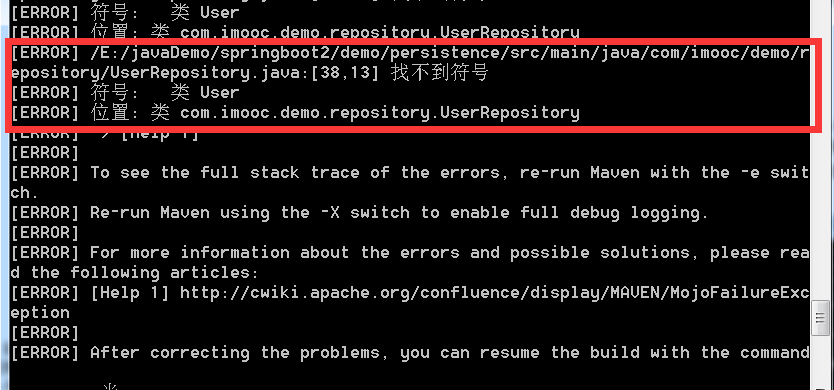 [ERROR] 符号:   类 User
[ERROR] 位置: 类 com.imooc.demo.repository.UserRepository
[ERROR] /E:/javaDemo/springboot2/demo/persistence/src/main/java/com/imooc/demo/r
epository/UserRepository.java:[38,13] 找不到符号
[ERROR] 符号:   类 User
[ERROR] 位置: 类 com.imooc.demo.repository.UserRepository
[ERROR] -> [Help 1]
[ERROR]
[ERROR] To see the full stack trace of the errors, re-run Maven with the -e swit
ch.
[ERROR] Re-run Maven using the -X switch to enable full debug logging.
[ERROR]
[ERROR] For more information about the errors and possible solutions, please rea
d the following articles:
[ERROR] [Help 1] http://cwiki.apache.org/confluence/display/MAVEN/MojoFailureExc
eption
[ERROR]
[ERROR] After correcting the problems, you can resume the build with the command